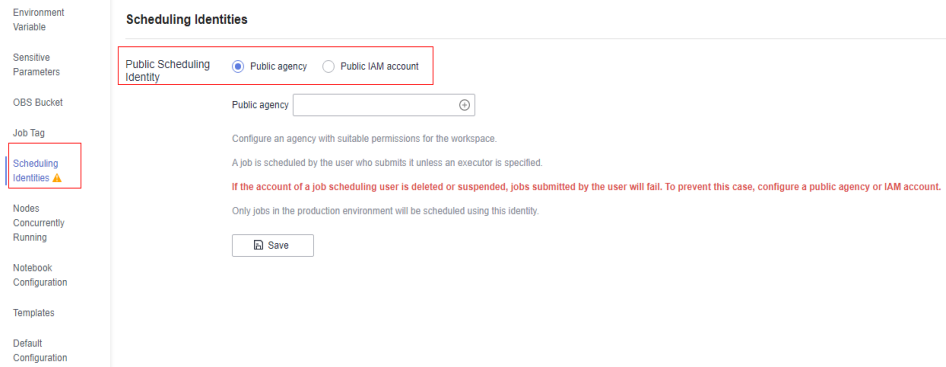 Environment
Variable
Sensitive
Parameters
OBS Bucket
Job Tag
Scheduling
Identities
Nodes
Concurrently
Running
Notebook
Configuration
Templates
Default
Configuration
Scheduling Identities
Public Scheduling
Identity
Public agency Public IAM account
Public agency
Configure an agency with suitable permissions for the workspace.
A job is scheduled by the user who submits it unless an executor is specified.
If the account of a job scheduling user is deleted or suspended, jobs submitted by the user will fail. To prevent this case, configure a public agency or IAM account.
Only jobs in the production environment will be scheduled using this identity.
Save